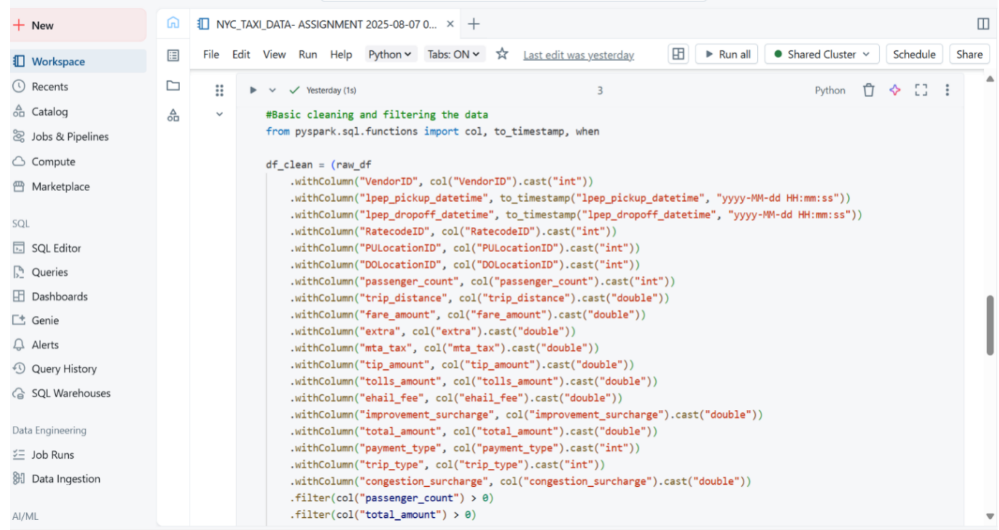 New
Workspace
Recents
Catalog
Jobs & Pipelines
Compute
Marketplace
SQL
SQL Editor
Queries
Dashboards
Genie
Alerts
Query History
SQL Warehouses
Data Engineering
Job Runs
Data Ingestion
AI/ML
NYC_TAXI_DATA- ASSIGNMENT 2025-08-07 0...
File Edit View Run Help Python Tabs: ON Last edit was yesterday Run all Shared Cluster Schedule Share
Yesterday (1s) 3 Python
#Basic cleaning and filtering the data
from pyspark.sql.functions import col, to_timestamp, when
df_clean = (raw_df
.withColumn("VendorID", col("VendorID").cast("int"))
.withColumn("lpep_pickup_datetime", to_timestamp("lpep_pickup_datetime", "yyyy-MM-dd HH:mm:ss"))
.withColumn("lpep_dropoff_datetime", to_timestamp("lpep_dropoff_datetime", "yyyy-MM-dd HH:mm:ss"))
.withColumn("RatecodeID", col("RatecodeID").cast("int"))
.withColumn("PULocationID", col("PULocationID").cast("int"))
.withColumn("DOLocationID", col("DOLocationID").cast("int"))
.withColumn("passenger_count", col("passenger_count").cast("int"))
.withColumn("trip_distance", col("trip_distance").cast("double"))
.withColumn("fare_amount", col("fare_amount").cast("double"))
.withColumn("extra", col("extra").cast("double"))
.withColumn("mta_tax", col("mta_tax").cast("double"))
.withColumn("tip_amount", col("tip_amount").cast("double"))
.withColumn("tolls_amount", col("tolls_amount").cast("double"))
.withColumn("ehail_fee", col("ehail_fee").cast("double"))
.withColumn("improvement_surcharge", col("improvement_surcharge").cast("double"))
.withColumn("total_amount", col("total_amount").cast("double"))
.withColumn("payment_type", col("payment_type").cast("int"))
.withColumn("trip_type", col("trip_type").cast("int"))
.withColumn("congestion_surcharge", col("congestion_surcharge").cast("double"))
.filter(col("passenger_count") > 0)
.filter(col("total_amount") > 0)